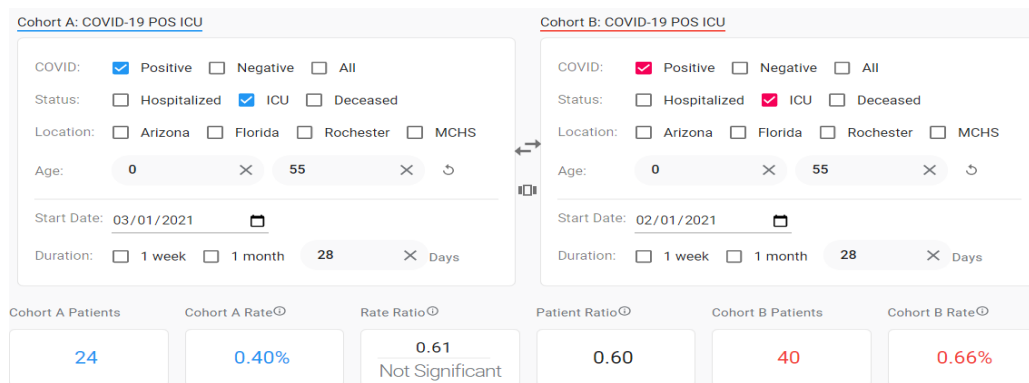 Cohort A: COVID-19 POS ICU
COVID: Positive Negative All
Status: Hospitalized ICU Deceased
Location: Arizona Florida Rochester MCHS
Age: 0 55
Start Date: 03/01/2021
Duration: 1 week 1 month 28 Days
Cohort B: COVID-19 POS ICU
COVID: Positive Negative All
Status: Hospitalized ICU Deceased
Location: Arizona Florida Rochester MCHS
Age: 0 55
Start Date: 02/01/2021
Duration: 1 week 1 month 28 Days
Cohort A Patients
24
Cohort A Rate
0.40%
Rate Ratio
0.61
Not Significant
Patient Ratio
0.60
Cohort B Patients
40
Cohort B Rate
0.66%